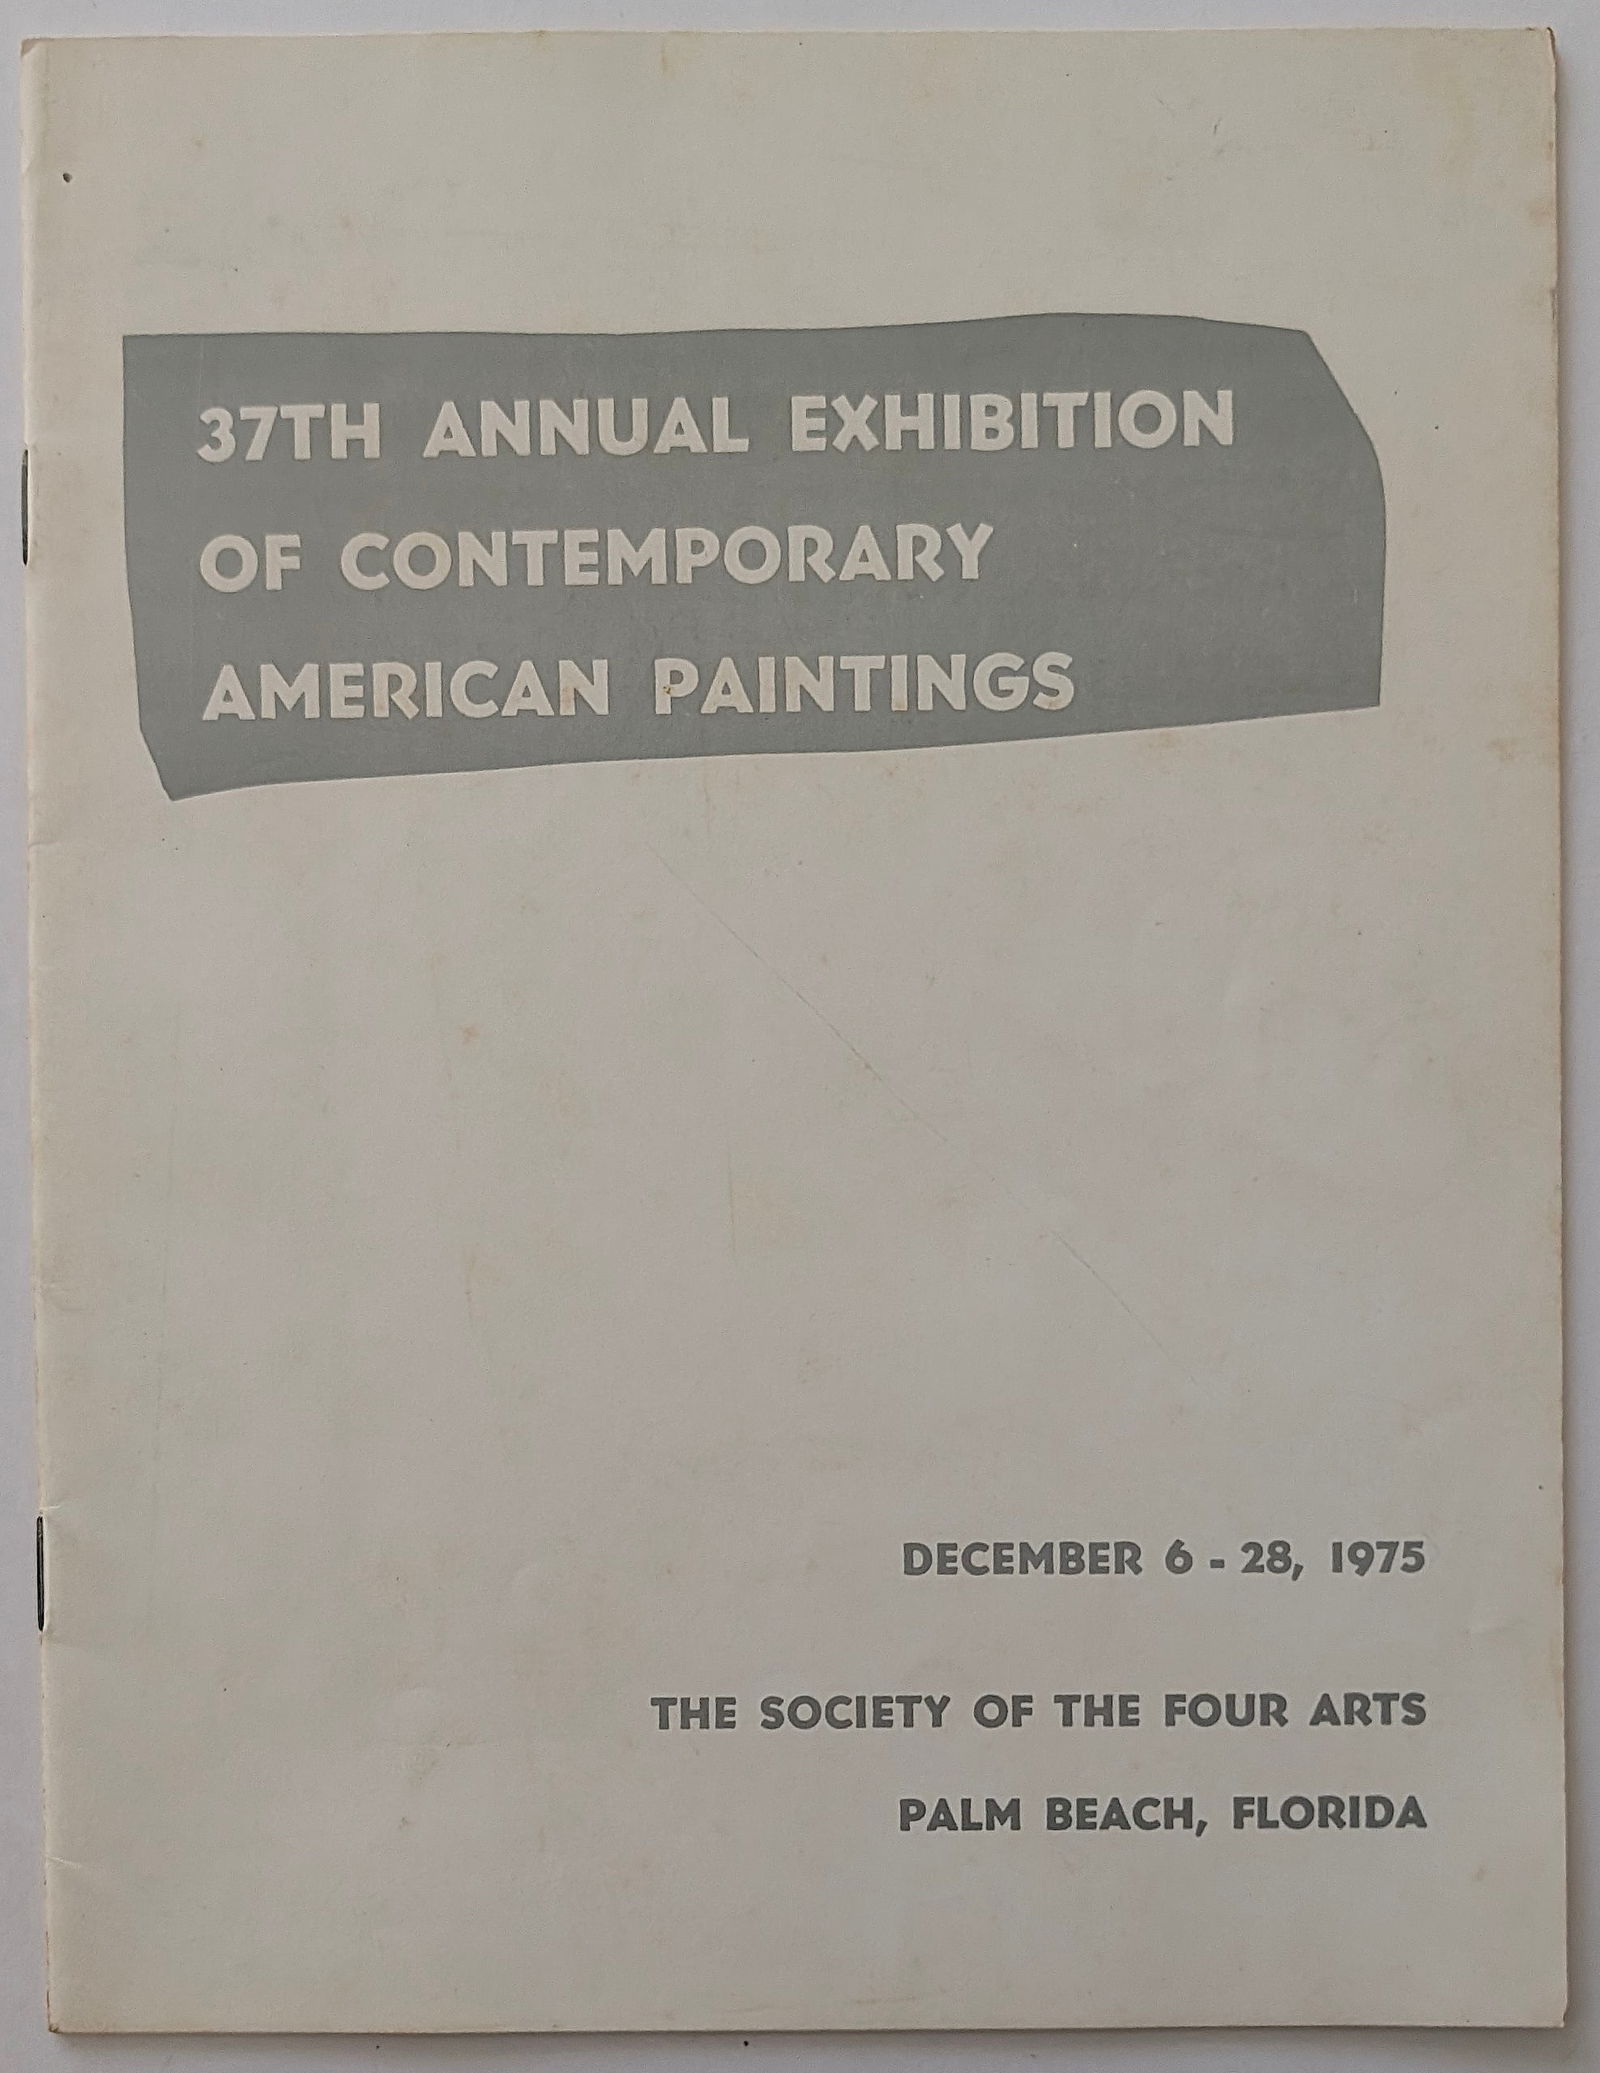 37TH ANNUAL EXHIBITION
OF CONTEMPORARY
AMERICAN PAINTINGS
DECEMBER 6 - 28, 1975
THE SOCIETY OF THE FOUR ARTS
PALM BEACH, FLORIDA